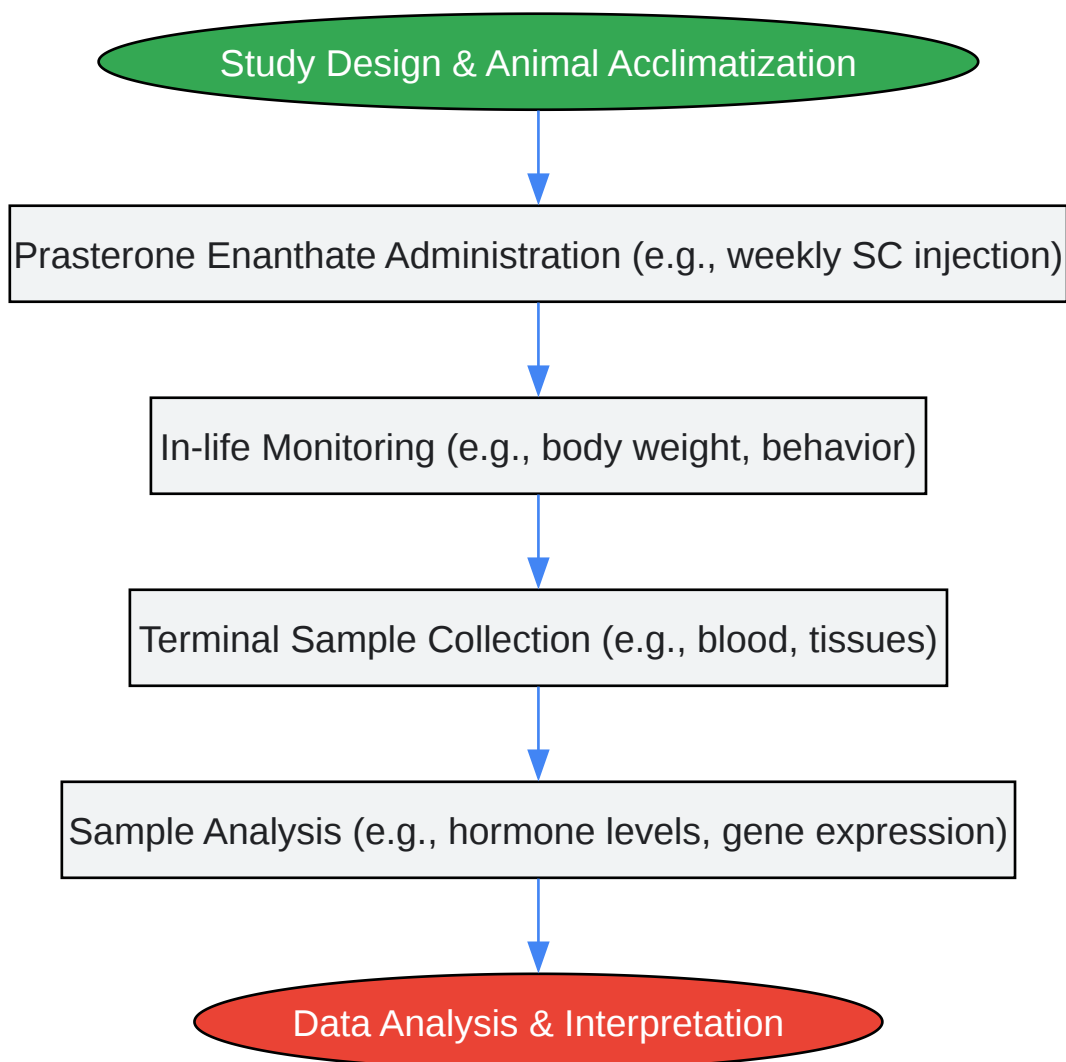 Study Design & Animal Acclimatization
Prasterone Enanthate Administration (e.g., weekly SC injection)
In-life Monitoring (e.g., body weight, behavior)
Terminal Sample Collection (e.g., blood, tissues)
Sample Analysis (e.g., hormone levels, gene expression)
Data Analysis & Interpretation